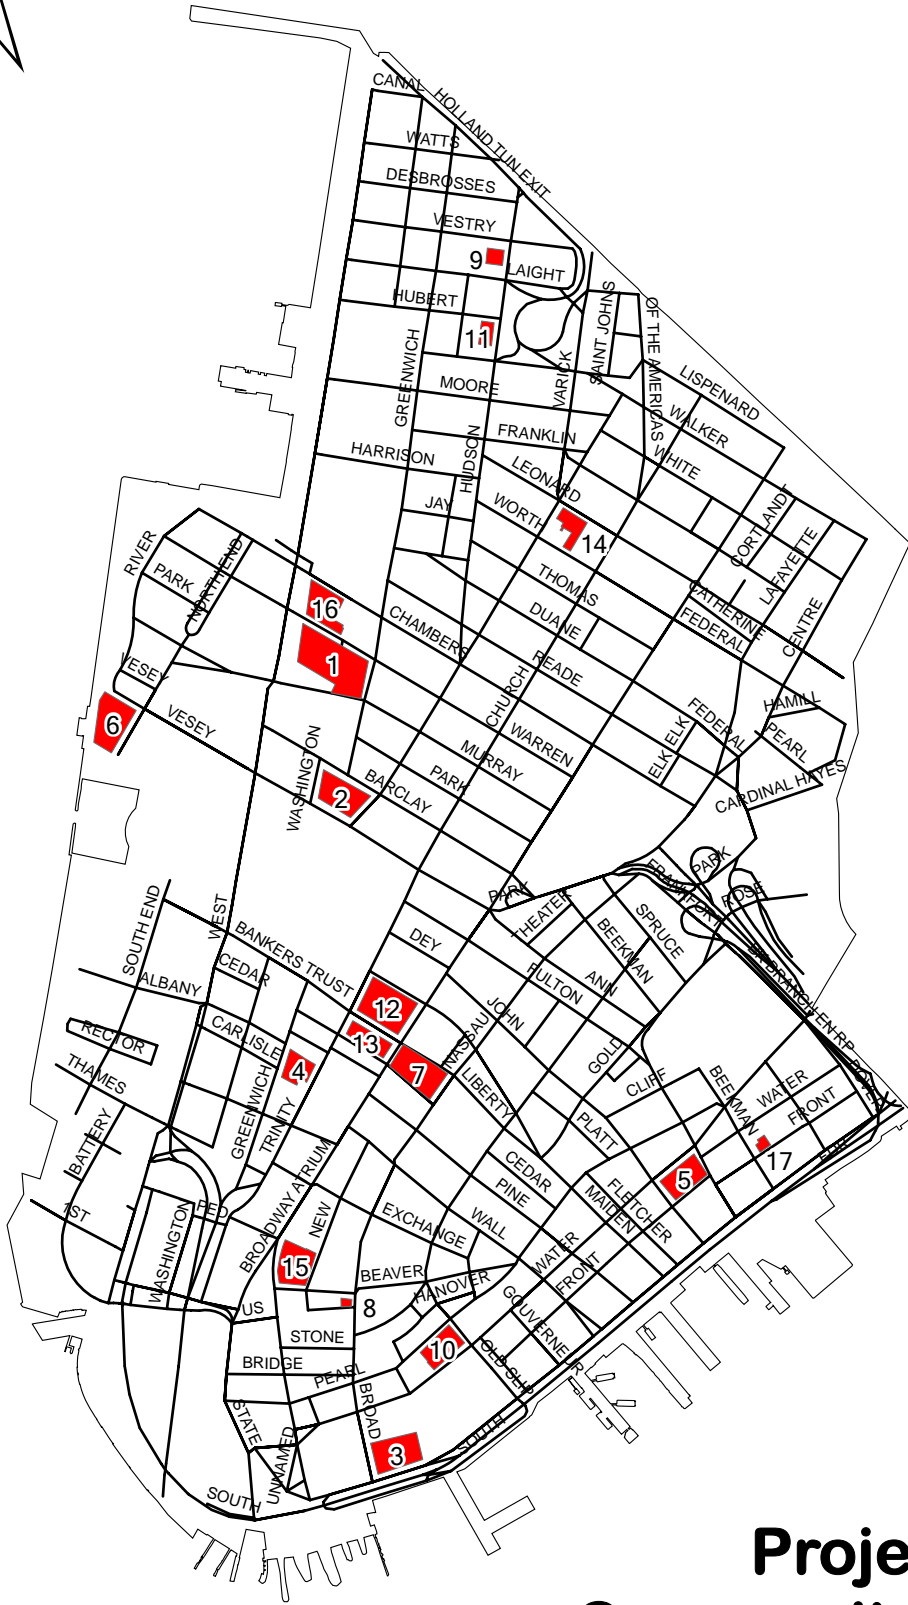 CANAL
HOLLAND TUN EXIT
WATTS
DESBROSSES
VESTRY
9
LAIGHT
HUBERT
SAINT JOHNS
11
OF THE AMERICAS
GREENWICH
VARICK
LISPENARD
MOORE
WALKER
FRANKLIN
HUDSON
WHITE
HARRISON
LEONARD
JAY
WORTH
CORTLANDT
14
LAFAYETTE
RIVER
NORTH END
PARK
THOMAS
CATHERINE
16
DUANE
FEDERAL
CENTRE
CHAMBERS
1
READE
VESEY
CHURCH
HAMILL
6
VESEY
FEDERAL
WARREN
ELK
ELK
PEARL
WASHINGTON
MURRAY
PARK
CARDINAL HAYES
2
BARCLAY
PARK
FRANKFOR
ROSE
PARK
THEATER
SOUTH END
WEST
BEEKMAN
SPRUCE
BANKERS TRUST
DEY
CEDAR
ALBANY
FULTON
ANN
BR EN RP
12
JOHN
RECTOR
CARLISLE
13
NASSAU
GOLD
THAMES
4
7
LIBERTY
CLIFF
BEEKMAN
WATER
FRONT
GREENWICH
TRINITY
BATTERY
PLATT
17
FDR
BROADWAY ATRIUM
CEDAR
5
1ST
PED
NEW
PINE
FLETCHER
MAIDEN
EXCHANGE
WALL
WASHINGTON
WATER
15
BEAVER
FRONT
HANOVER
GOUVERNEUR
US
8
STONE
10
OLD SLIP
BRIDGE
PEARL
STATE
BROAD
UNNAMED
3
SOUTH
SOUTH
Proje